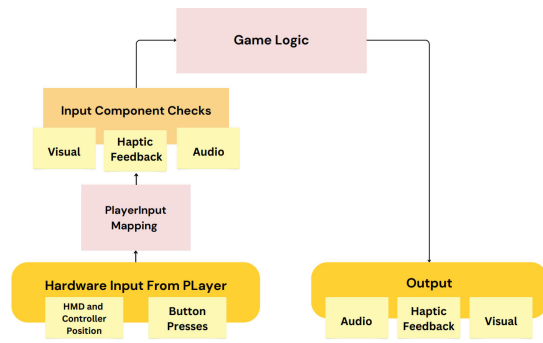 Game Logic
Input Component Checks
Visual
Haptic
Feedback
Audio
PlayerInput
Mapping
Hardware Input From PLayer
HMD and
Controller
Position
Button
Presses
Output
Audio
Haptic
Feedback
Visual